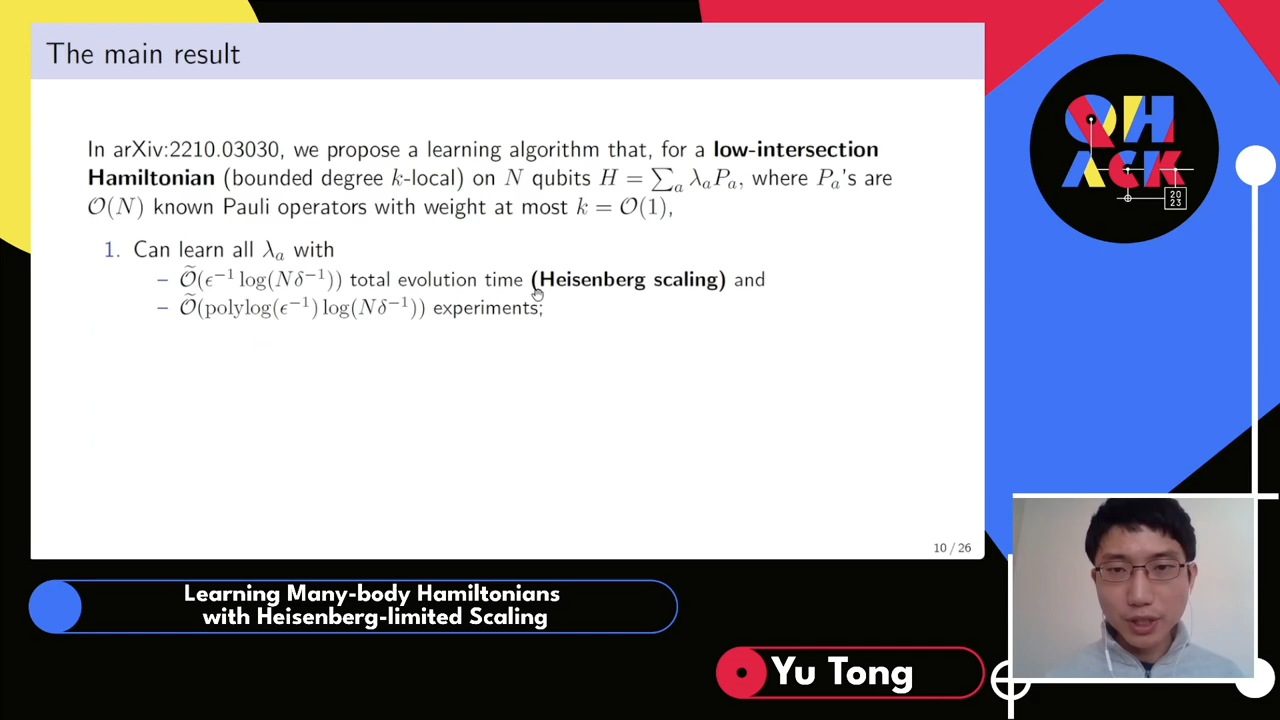 The main result
In arXiv:2210.03030, we propose a learning algorithm that, for a low-intersection
Hamiltonian (bounded degree k-local) on N qubits H = ∑ₐ λₐPₐ, where Pₐ's are
𝒪(N) known Pauli operators with weight at most k = 𝒪(1),
1. Can learn all λₐ with
– 𝒪̃(ϵ⁻¹ log(Nδ⁻¹)) total evolution time (Heisenberg scaling) and
– 𝒪̃(polylog(ϵ⁻¹) log(Nδ⁻¹)) experiments;
10 / 26
QH
ACK
20
23
Learning Many-body Hamiltonians
with Heisenberg-limited Scaling
Yu Tong